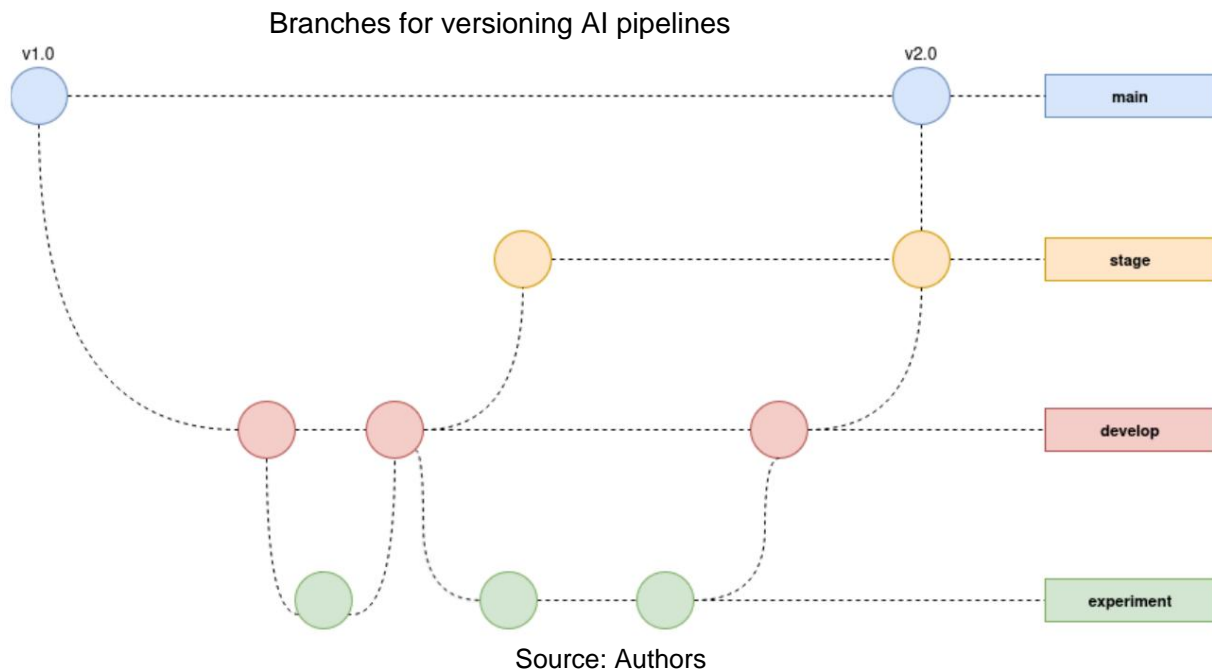 Branches for versioning AI pipelines
v1.0
v2.0
main
stage
develop
experiment
Source: Authors